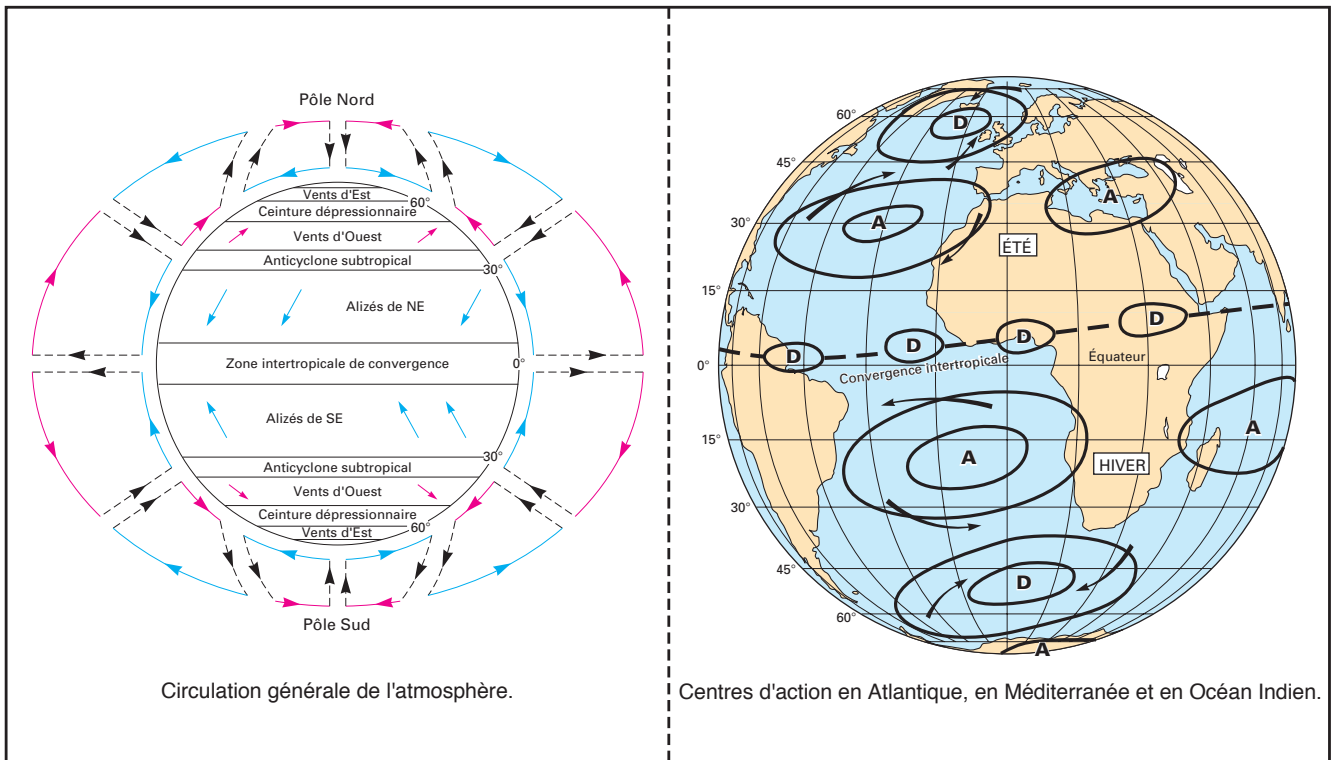 Pôle Nord
Vents d'Est
60°
Ceinture dépressionnaire
Vents d'Ouest
Anticyclone subtropical
30°
Alizés de NE
Zone intertropicale de convergence
0°
Alizés de SE
30°
Anticyclone subtropical
Vents d'Ouest
Ceinture dépressionnaire
60°
Vents d'Est
Pôle Sud
Circulation générale de l'atmosphère.
60°
D
45°
A
A
30°
ÉTÉ
15°
D
D
D
D
Équateur
0°
Convergence intertropicale
15°
A
A
HIVER
30°
45°
D
60°
A
Centres d'action en Atlantique, en Méditerranée et en Océan Indien.